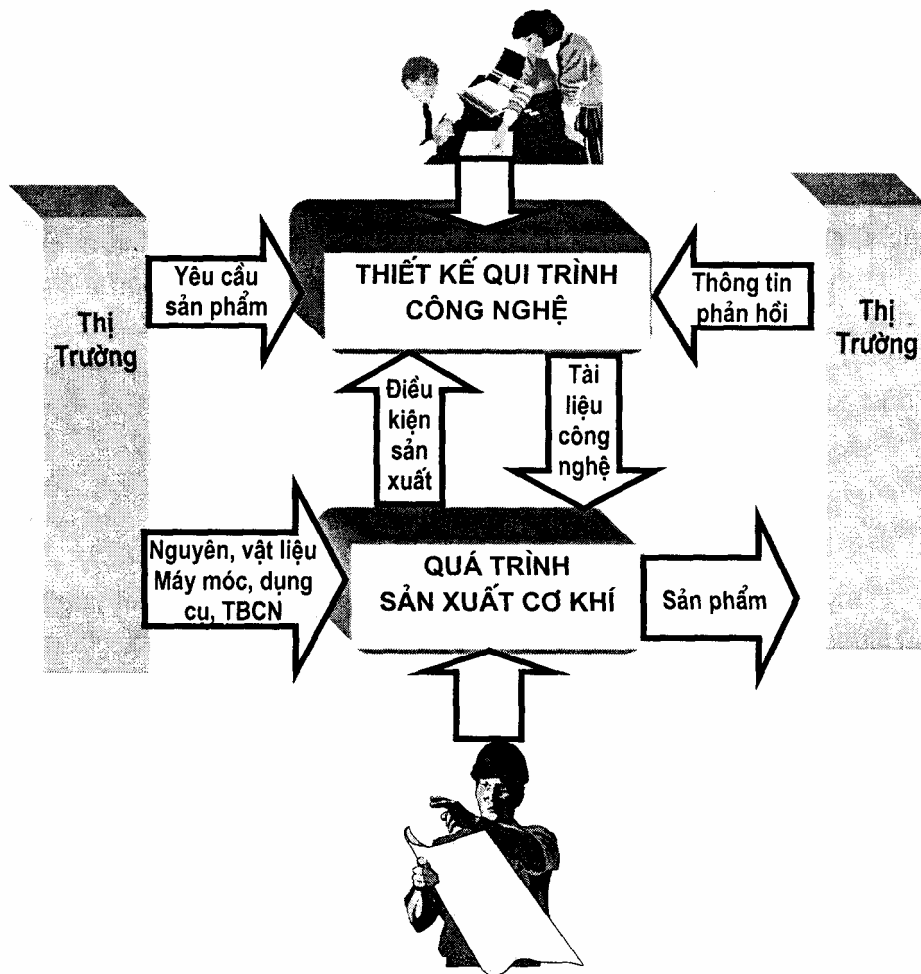 THIẾT KẾ QUI TRÌNH
CÔNG NGHỆ
Yêu cầu
sản phẩm
Thông tin
phản hồi
Thị
Trường
Thị
Trường
Điều
kiện
sản
xuất
Tài
liệu
công
nghệ
Nguyên, vật liệu
Máy móc, dụng
cụ, TBCN
QUÁ TRÌNH
SẢN XUẤT CƠ KHÍ
Sản phẩm